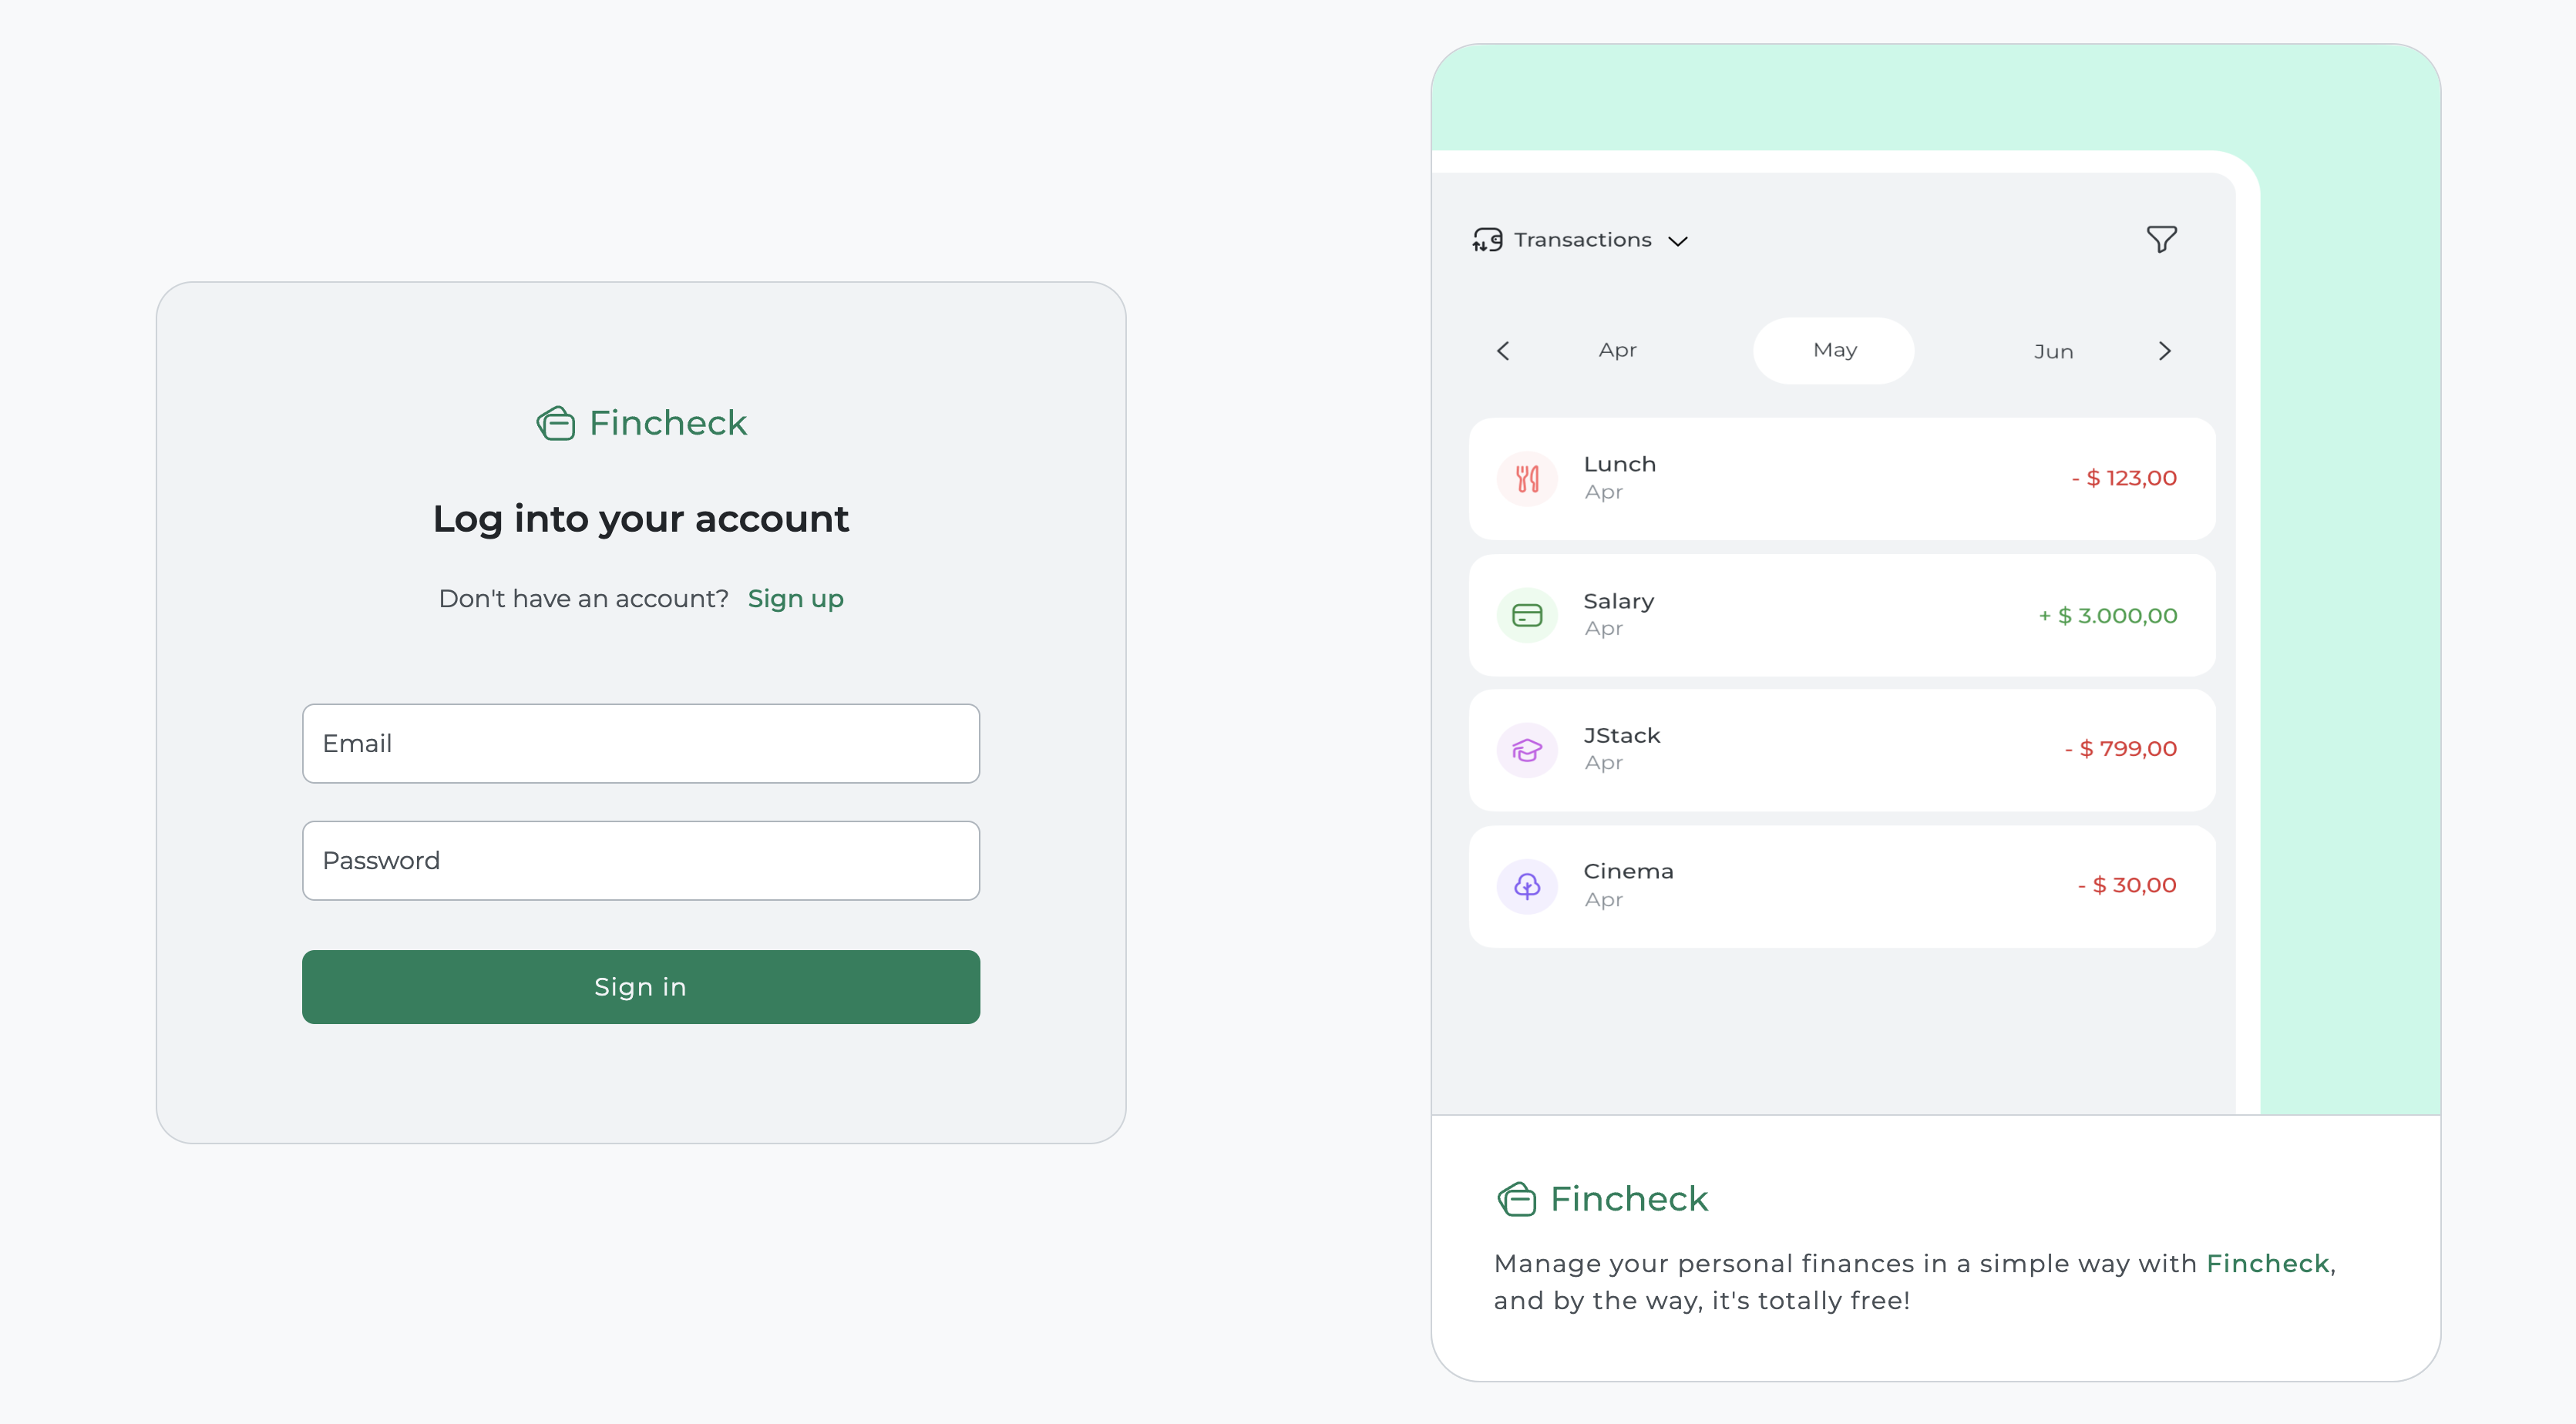 Fincheck
Log into your account
Don't have an account? Sign up
Email
Password
Sign in
Transactions
Apr May Jun
Lunch
Apr
- $ 123,00
Salary
Apr
+ $ 3.000,00
JStack
Apr
- $ 799,00
Cinema
Apr
- $ 30,00
Fincheck
Manage your personal finances in a simple way with Fincheck,
and by the way, it's totally free!